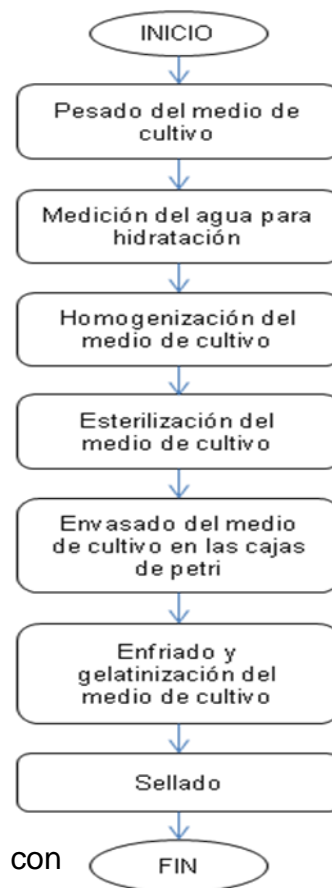 INICIO
Pesado del medio de
cultivo
Medición del agua para
hidratación
Homogenización del
medio de cultivo
Esterilización del
medio de cultivo
Envasado del medio
de cultivo en las cajas
de petri
Enfriado y
gelatinización del
medio de cultivo
Sellado
con
FIN